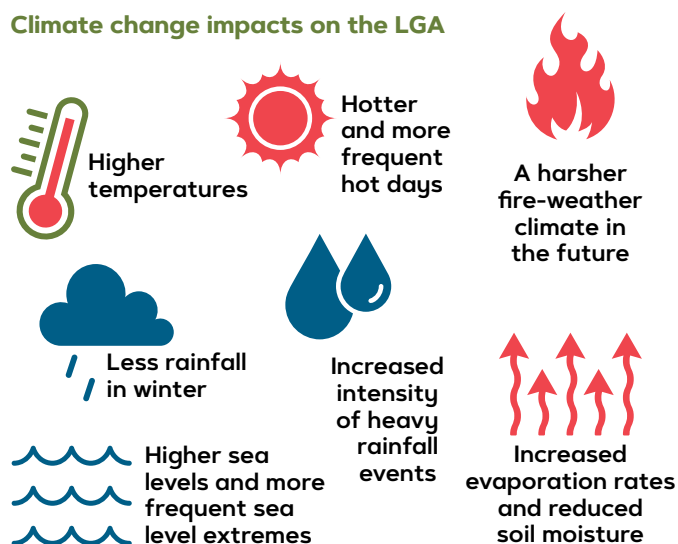 Climate change impacts on the LGA
Higher
temperatures
Hotter
and more
frequent
hot days
A harsher
fire-weather
climate in
the future
Less rainfall
in winter
Increased
intensity
of heavy
rainfall
events
Higher sea
levels and more
frequent sea
level extremes
Increased
evaporation rates
and reduced
soil moisture